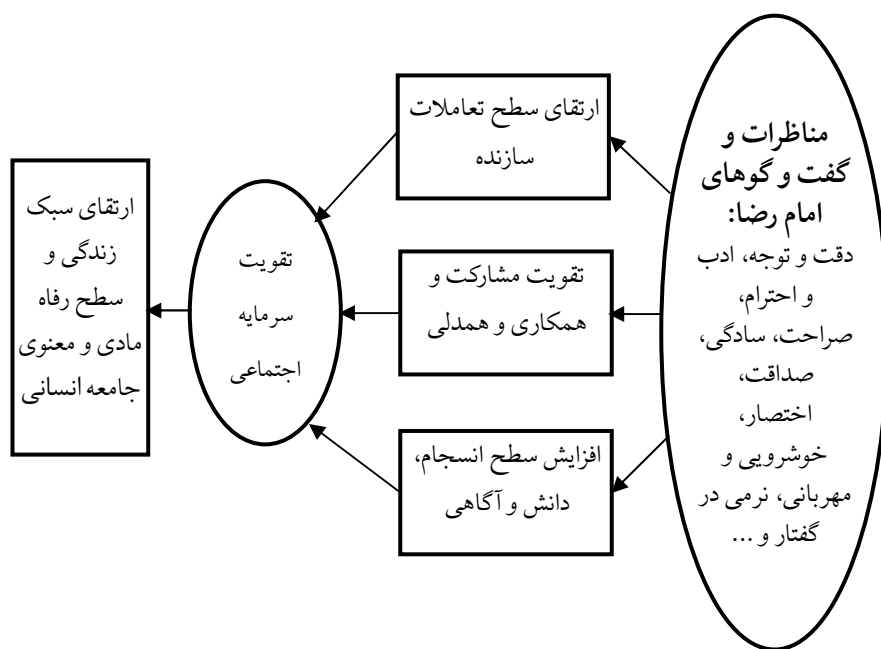 مناظرات و
گفت و گوهای
امام رضا:
دقت و توجه، ادب
و احترام،
صراحت، سادگی،
صداقت،
اختصار،
خوشرویی و
مهربانی، نرمی در
گفتار و ...
ارتقای سطح تعاملات
سازنده
تقویت مشارکت و
همکاری و همدلی
افزایش سطح انسجام،
دانش و آگاهی
تقویت
سرمایه
اجتماعی
ارتقای سبک
زندگی و
سطح رفاه
مادی و معنوی
جامعه انسانی